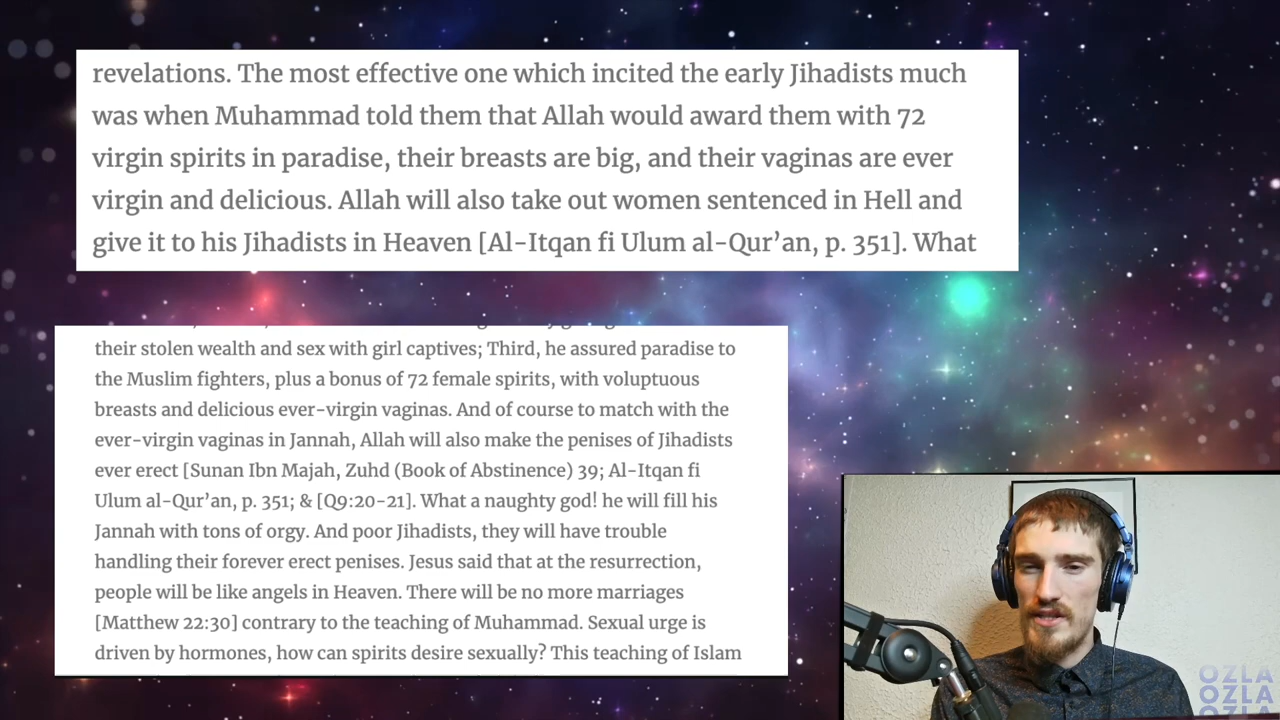 revelations. The most effective one which incited the early Jihadists much
was when Muhammad told them that Allah would award them with 72
virgin spirits in paradise, their breasts are big, and their vaginas are ever
virgin and delicious. Allah will also take out women sentenced in Hell and
give it to his Jihadists in Heaven [Al-Itqan fi Ulum al-Qur’an, p. 351]. What
their stolen wealth and sex with girl captives; Third, he assured paradise to
the Muslim fighters, plus a bonus of 72 female spirits, with voluptuous
breasts and delicious ever-virgin vaginas. And of course to match with the
ever-virgin vaginas in Jannah, Allah will also make the penises of Jihadists
ever erect [Sunan Ibn Majah, Zuhd (Book of Abstinence) 39; Al-Itqan fi
Ulum al-Qur’an, p. 351; & [Q9:20-21]. What a naughty god! he will fill his
Jannah with tons of orgy. And poor Jihadists, they will have trouble
handling their forever erect penises. Jesus said that at the resurrection,
people will be like angels in Heaven. There will be no more marriages
[Matthew 22:30] contrary to the teaching of Muhammad. Sexual urge is
driven by hormones, how can spirits desire sexually? This teaching of Islam
OZLA
OZLA
OZLA